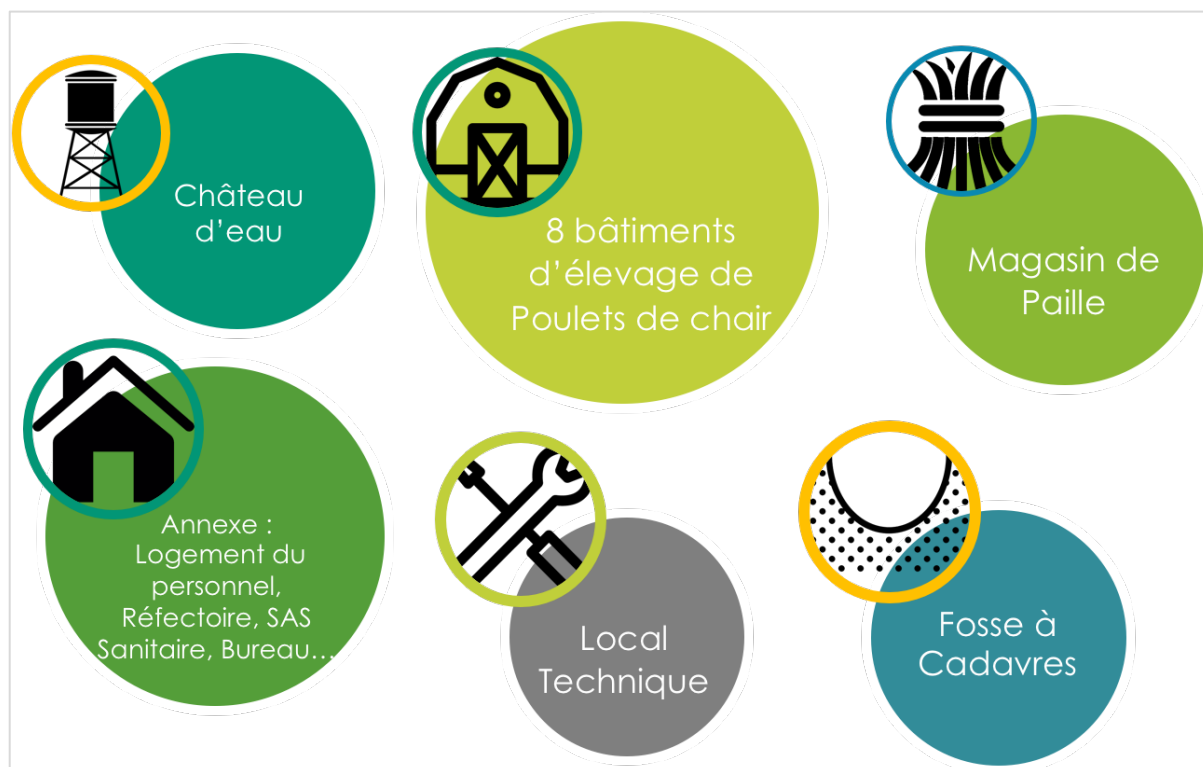 Château
d’eau
8 bâtiments
d’élevage de
Poulets de chair
Magasin de
Paille
Annexe :
Logement du
personnel,
Réfectoire, SAS
Sanitaire, Bureau...
Local
Technique
Fosse à
Cadavres